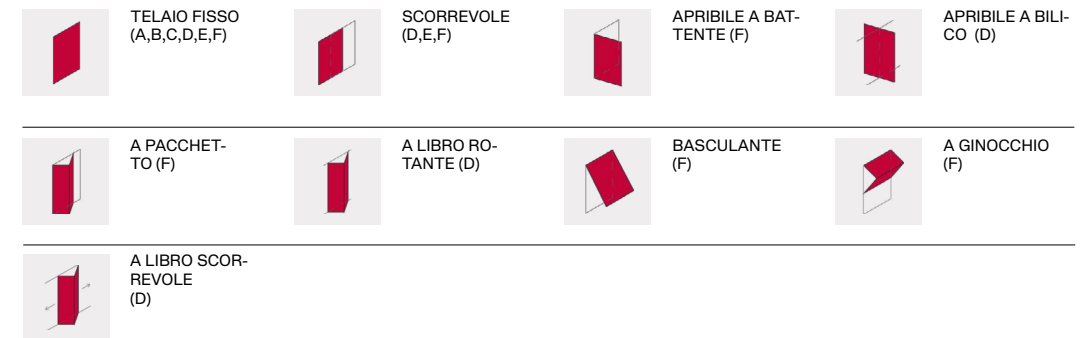 TELAIO FISSO
(A,B,C,D,E,F)
SCORREVOLE
(D,E,F)
APRIBILE A BAT-
TENTE (F)
APRIBILE A BILI-
CO (D)
A PACCHET-
TO (F)
A LIBRO RO-
TANTE (D)
BASCULANTE
(F)
A GINOCCHIO
(F)
A LIBRO SCOR-
REVOLE
(D)